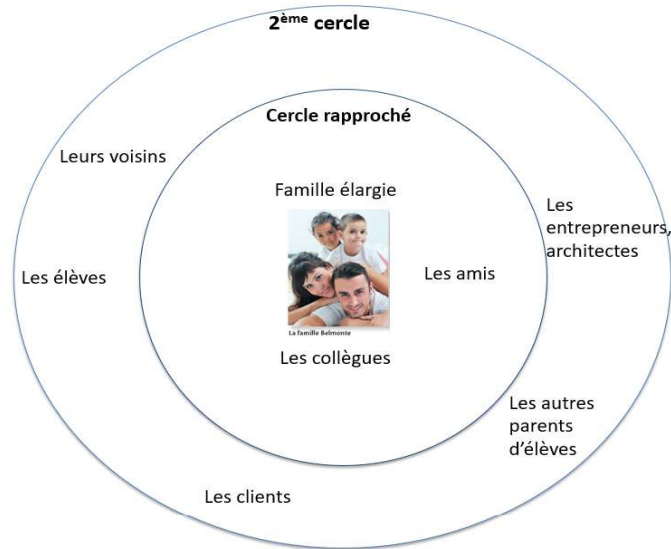 2ème cercle
Cercle rapproché
Leurs voisins
Famille élargie
Les
entrepreneurs,
architectes
Les élèves
Les amis
La famille Belmonte
Les collègues
Les autres
parents
d'élèves
Les clients